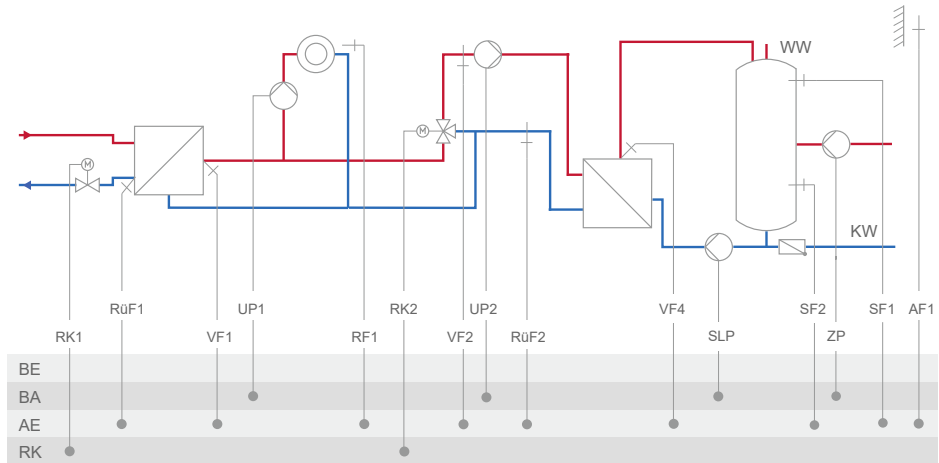 WW
M
M
KW
RüF1 UP1 RK2 UP2 VF4 SF2 SF1 AF1
RK1 VF1 RF1 VF2 RüF2 SLP ZP
BE
BA
AE
RK